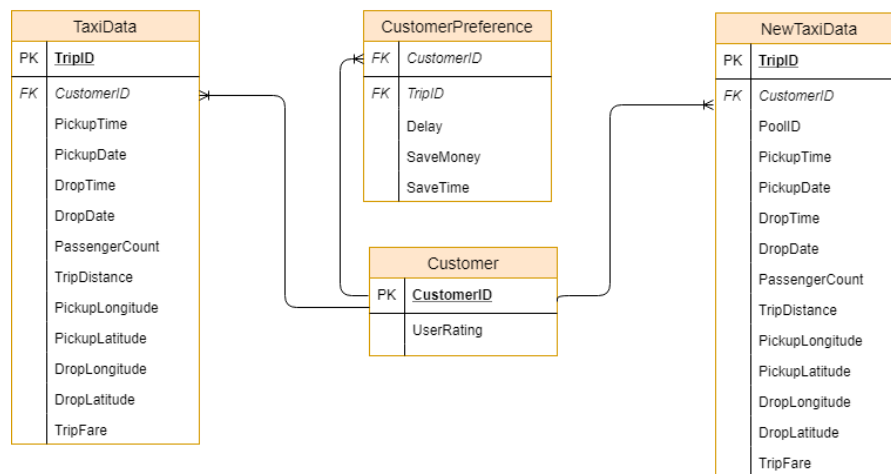 TaxiData
PK TripID
FK CustomerID
PickupTime
PickupDate
DropTime
DropDate
PassengerCount
TripDistance
PickupLongitude
PickupLatitude
DropLongitude
DropLatitude
TripFare
CustomerPreference
FK CustomerID
FK TripID
Delay
SaveMoney
SaveTime
Customer
PK CustomerID
UserRating
NewTaxiData
PK TripID
FK CustomerID
PoolID
PickupTime
PickupDate
DropTime
DropDate
PassengerCount
TripDistance
PickupLongitude
PickupLatitude
DropLongitude
DropLatitude
TripFare